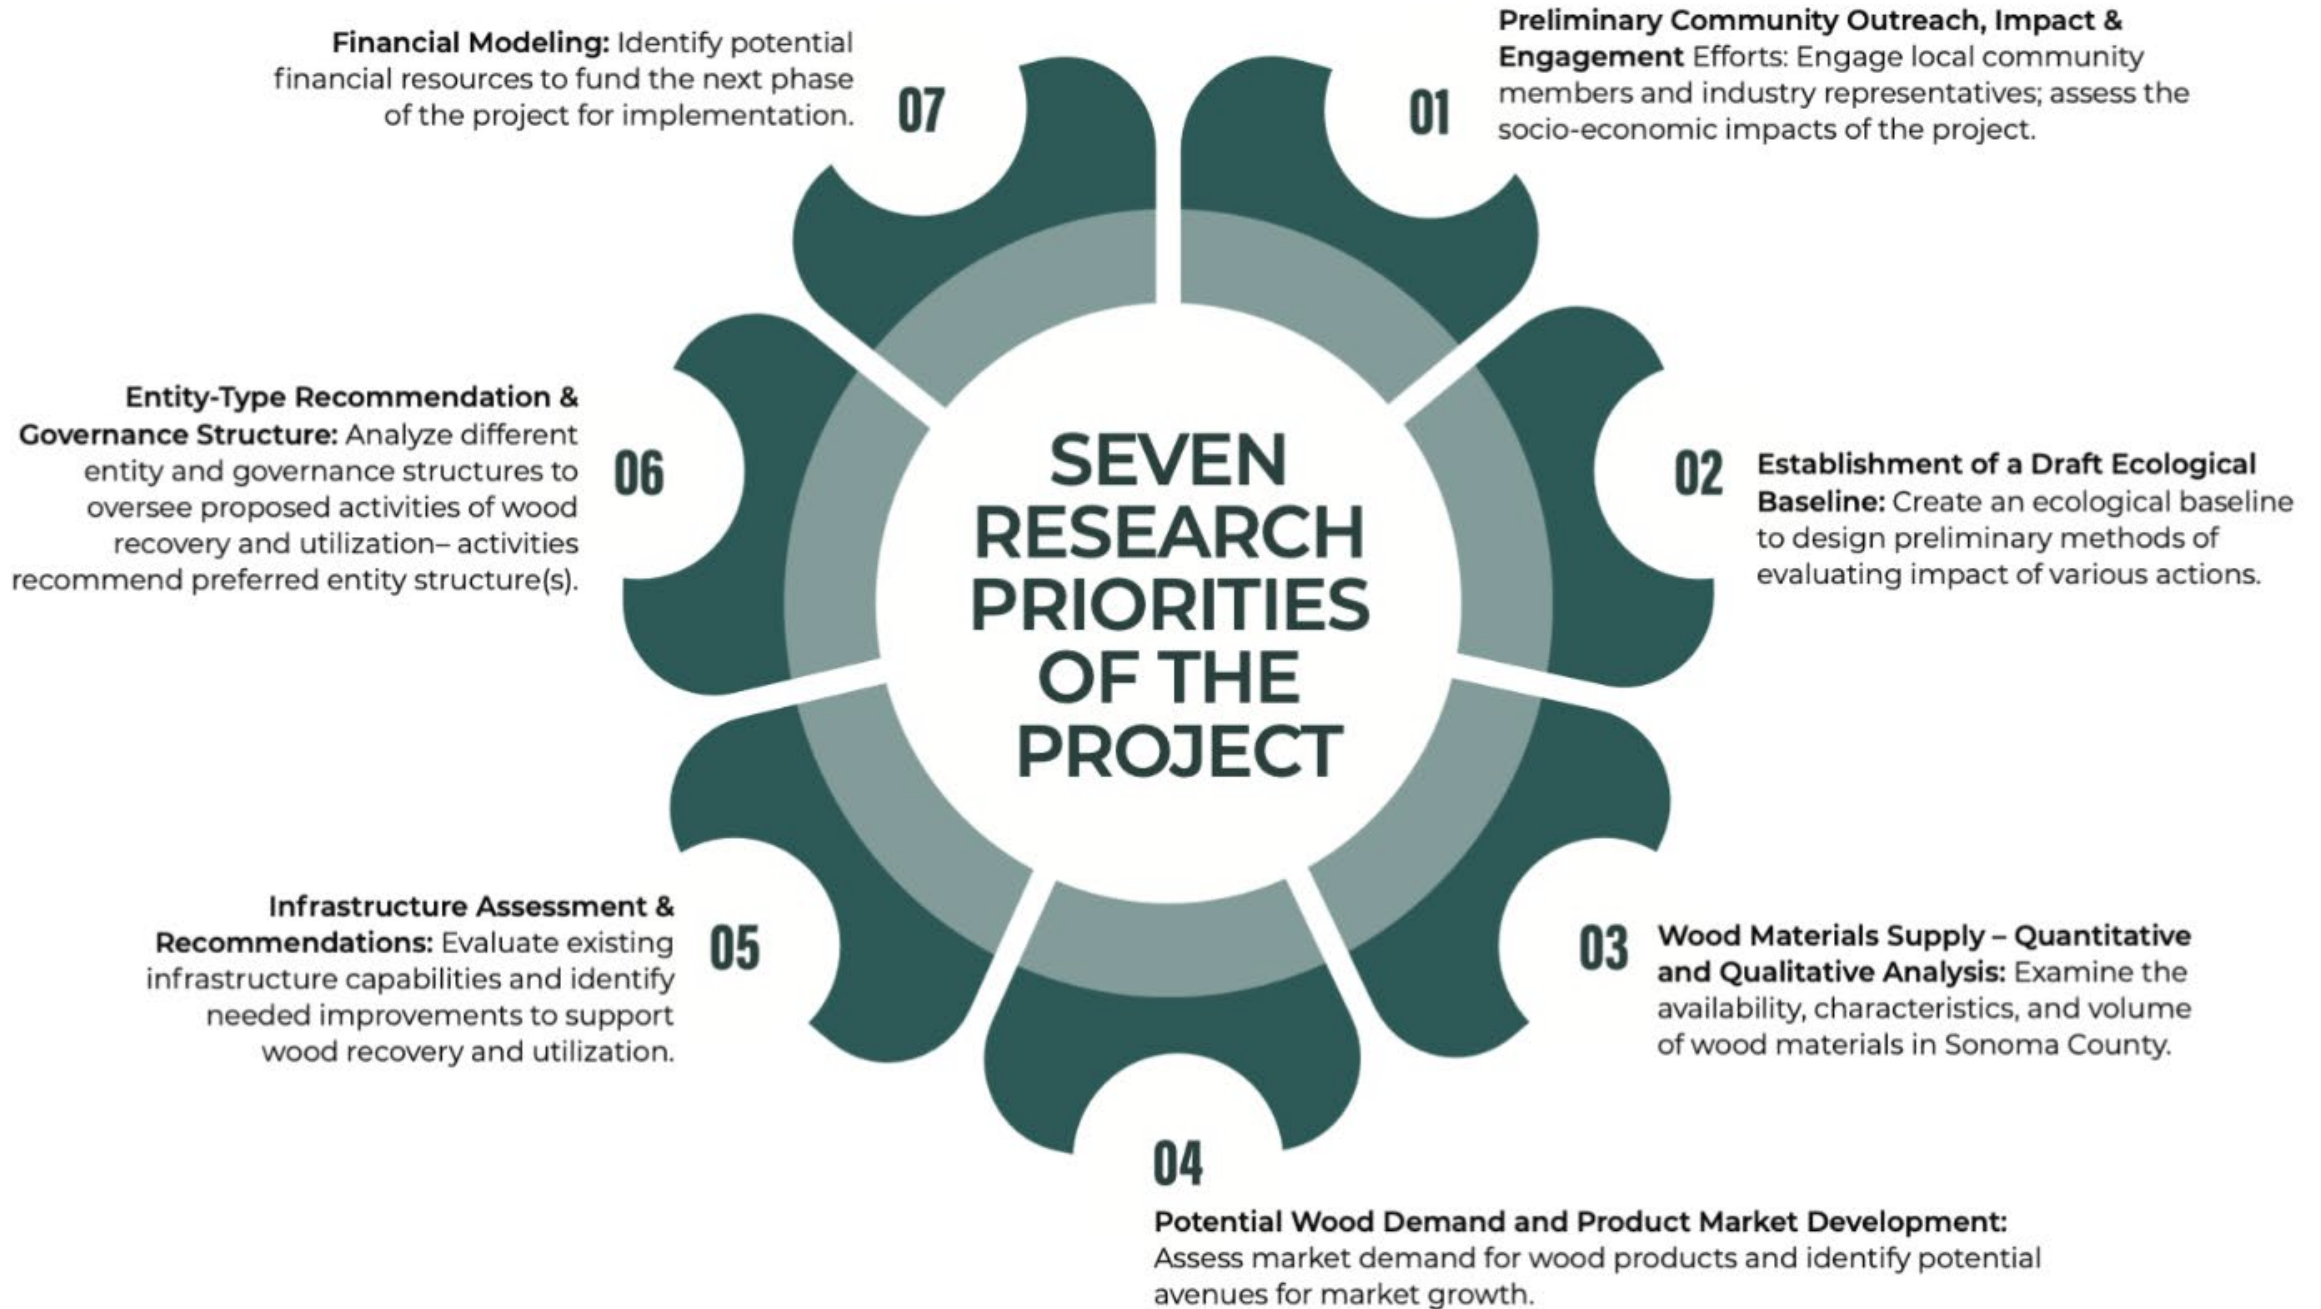 SEVEN
RESEARCH
PRIORITIES
OF THE
PROJECT
01
Preliminary Community Outreach, Impact &
Engagement Efforts: Engage local community
members and industry representatives; assess the
socio-economic impacts of the project.
02
Establishment of a Draft Ecological
Baseline: Create an ecological baseline
to design preliminary methods of
evaluating impact of various actions.
03
Wood Materials Supply – Quantitative
and Qualitative Analysis: Examine the
availability, characteristics, and volume
of wood materials in Sonoma County.
04
Potential Wood Demand and Product Market Development:
Assess market demand for wood products and identify potential
avenues for market growth.
05
Infrastructure Assessment &
Recommendations: Evaluate existing
infrastructure capabilities and identify
needed improvements to support
wood recovery and utilization.
06
Entity-Type Recommendation &
Governance Structure: Analyze different
entity and governance structures to
oversee proposed activities of wood
recovery and utilization– activities
recommend preferred entity structure(s).
07
Financial Modeling: Identify potential
financial resources to fund the next phase
of the project for implementation.